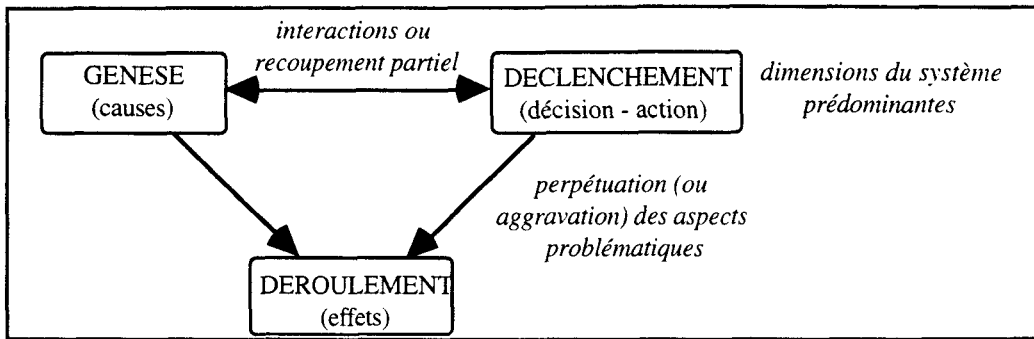 interactions ou
recoupement partiel
GENESE
(causes)
DECLENCHEMENT
(décision - action)
dimensions du système
prédominantes
perpétuation (ou
aggravation) des aspects
problématiques
DEROULEMENT
(effets)